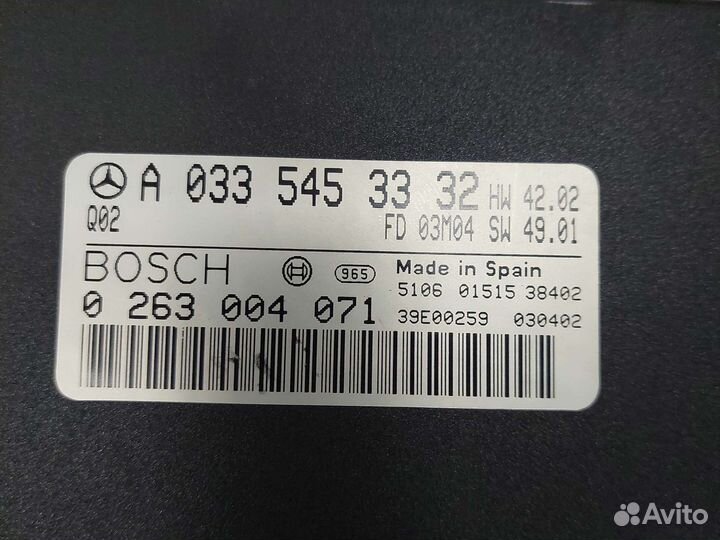 A 033 545 33 32 HW 42.02
Q02 FD 03M04 SW 49.01
BOSCH 965 Made in Spain
5106 01515 38402
0 263 004 071 39E00259 030402
Avito